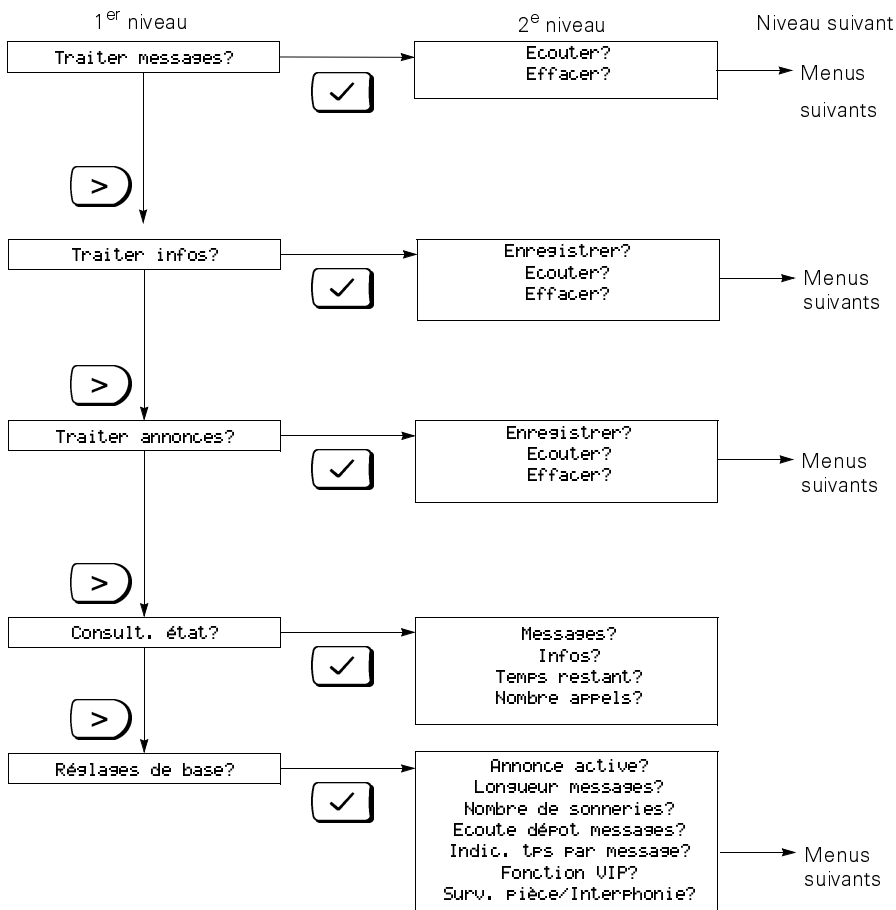 1er niveau
2e niveau
Niveau suivant
Traiter messages?
Ecouter?
Effacer?
Menus
suivants
>
Traiter infos?
Enregistrer?
Ecouter?
Effacer?
Menus
suivants
>
Traiter annonces?
Enregistrer?
Ecouter?
Effacer?
Menus
suivants
>
Consult. état?
Messages?
Infos?
Temps restant?
Nombre appels?
>
Réglages de base?
Annonce active?
Longueur messages?
Nombre de sonneries?
Ecoute dépot messages?
Indic. tps par message?
Fonction VIP?
Surv. pièce/Interphonie?
Menus
suivants